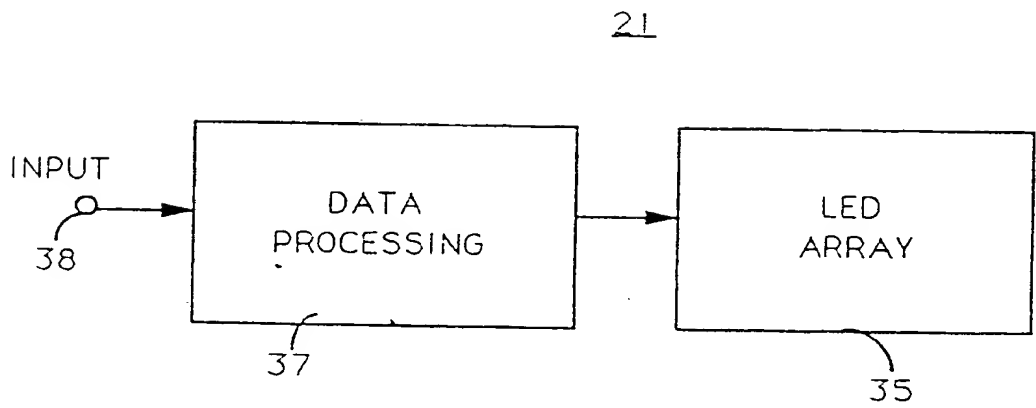 21
INPUT
38
DATA
PROCESSING
37
LED
ARRAY
35